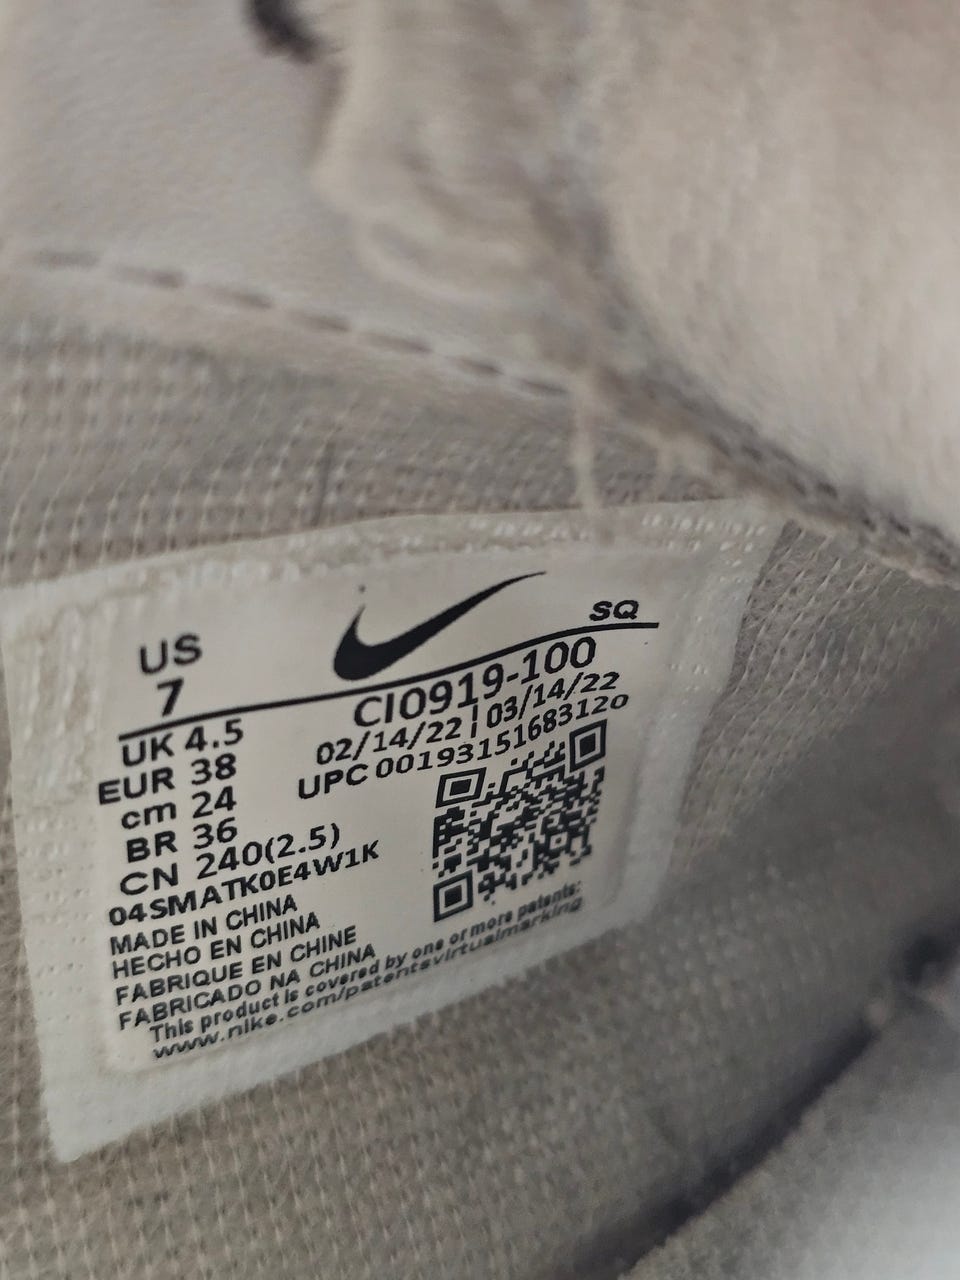 SQ
US
7
CI0919-100
UK 4.5
02/14/22 | 03/14/22
EUR 38
UPC 00193151683120
cm 24
BR 36
CN 240(2.5)
04SMATK0E4W1K
MADE IN CHINA
HECHO EN CHINA
FABRIQUE EN CHINE
FABRICADO NA CHINA
This product is covered by one or more patents:
www.nike.com/patentsvirtualmarking